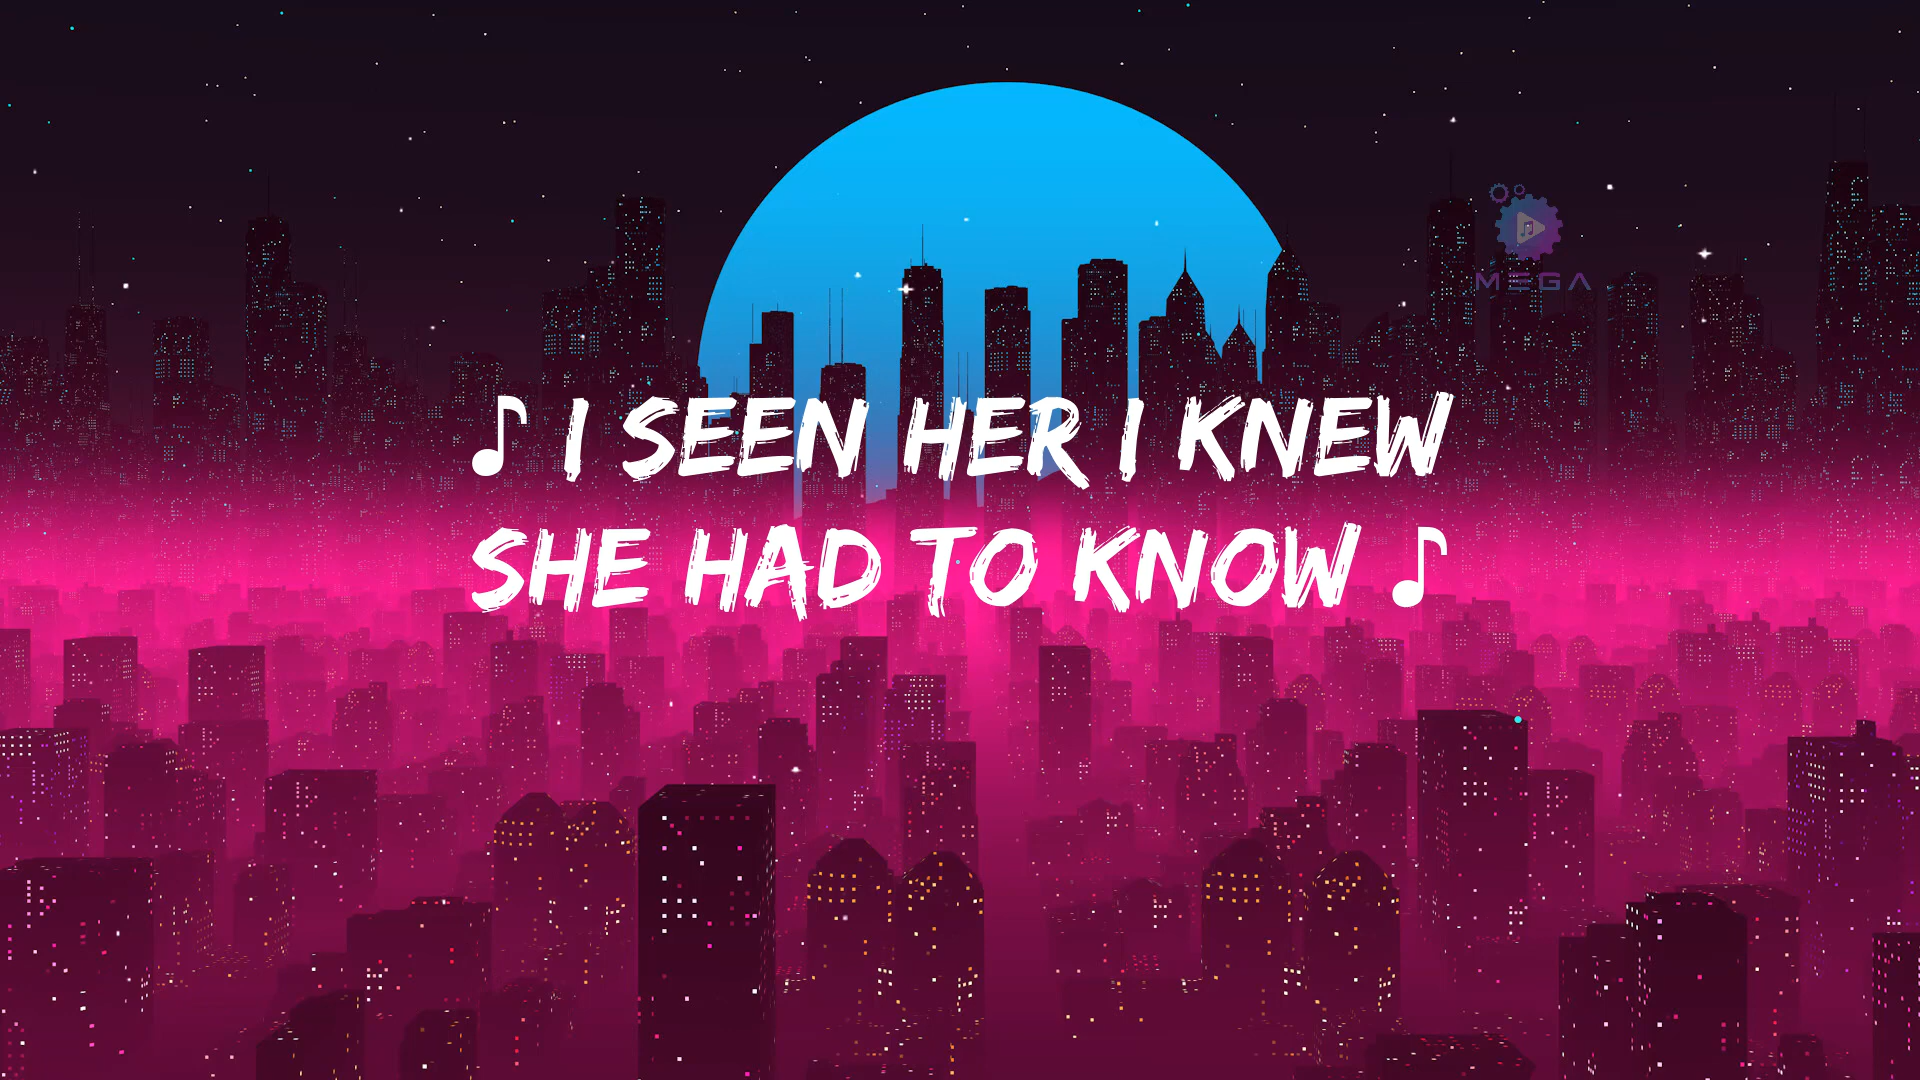 MEGA
♪ I SEEN HER I KNEW
SHE HAD TO KNOW ♪